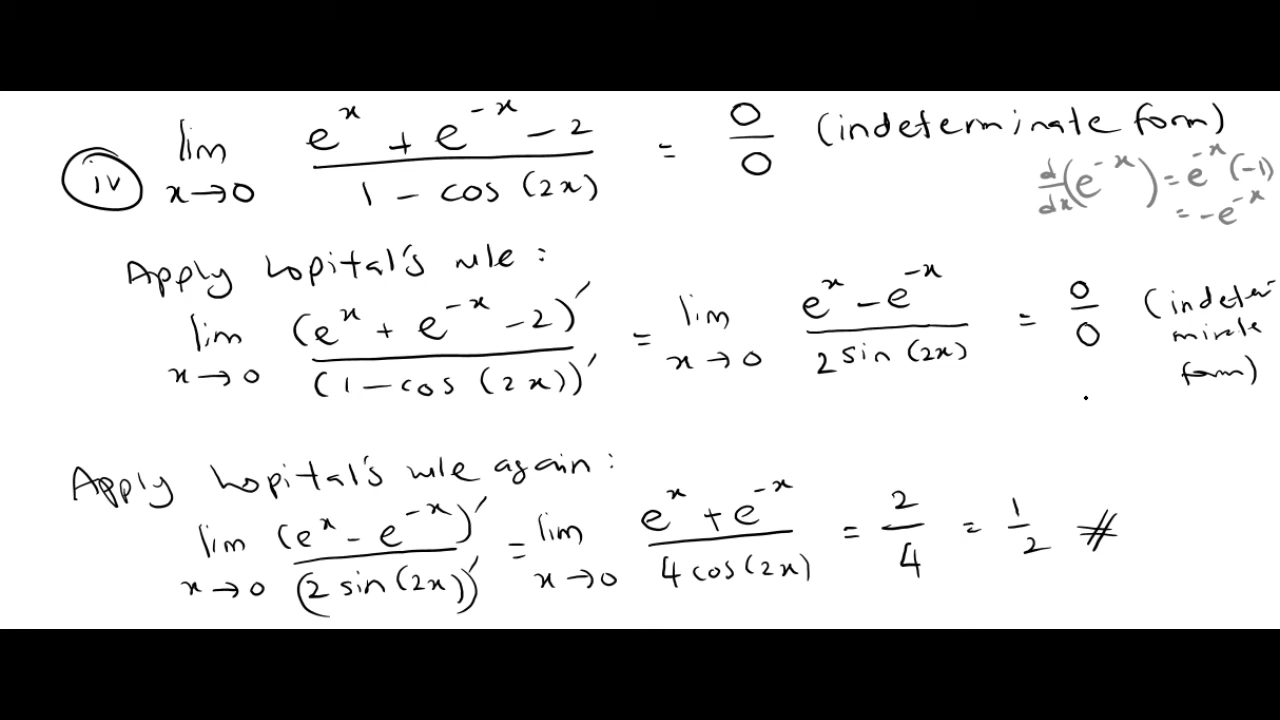 iv lim x→0 (e^x + e^-x - 2)/(1 - cos (2x)) = 0/0 (indeterminate form)
d/dx (e^-x) = e^-x (-1)
= -e^-x
Apply hopital's rule :
lim x→0 (e^x + e^-x - 2)'/(1 - cos (2x))' = lim x→0 (e^x - e^-x)/(2 sin (2x)) = 0/0 (indeterminate form)
Apply hopital's rule again :
lim x→0 (e^x - e^-x)'/(2 sin (2x))' = lim x→0 (e^x + e^-x)/(4 cos (2x)) = 2/4 = 1/2 #